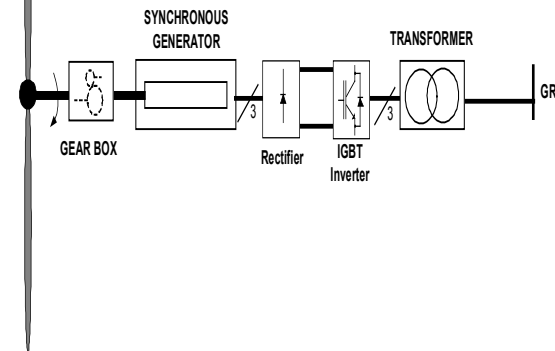 SYNCHRONOUS
GENERATOR
TRANSFORMER
GR
3
3
GEAR BOX
Rectifier
IGBT
Inverter